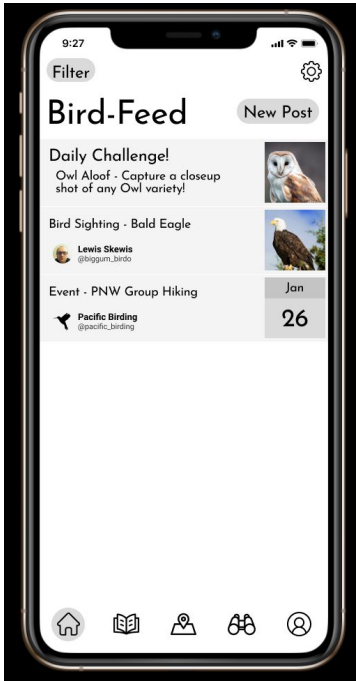 9:27
Filter
Bird-Feed
New Post
Daily Challenge!
Owl Aloof - Capture a closeup
shot of any Owl variety!
Bird Sighting - Bald Eagle
Lewis Skewis
@biggum_birdo
Event - PNW Group Hiking
Pacific Birding
@pacific_birding
Jan
26